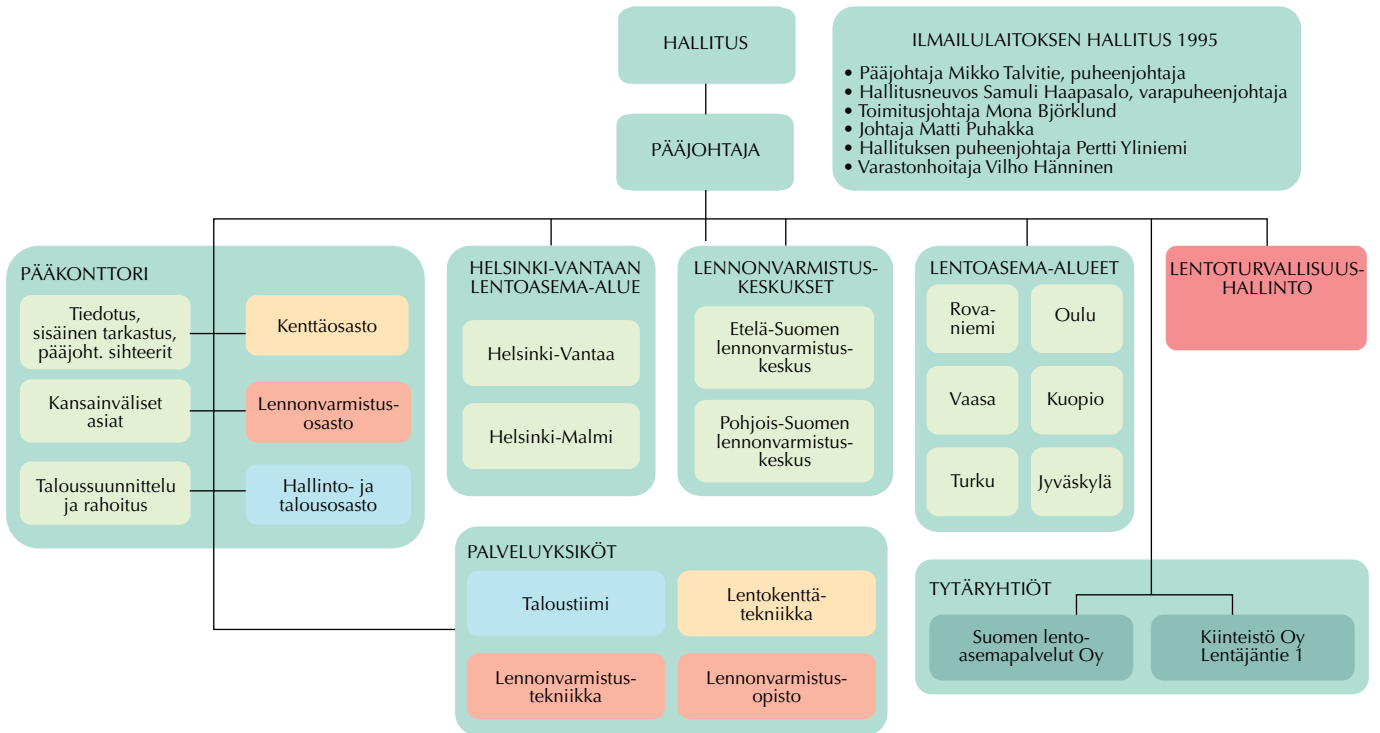 HALLITUS
PÄÄJOHTAJA
ILMAILULAITOKSEN HALLITUS 1995
• Pääjohtaja Mikko Talvitie, puheenjohtaja
• Hallitusneuvos Samuli Haapasalo, varapuheenjohtaja
• Toimitusjohtaja Mona Björklund
• Johtaja Matti Puhakka
• Hallituksen puheenjohtaja Pertti Yliniemi
• Varastonhoitaja Vilho Hänninen
PÄÄKONTTORI
Tiedotus,
sisäinen tarkastus,
pääjoht. sihteerit
Kenttäosasto
Kansainväliset
asiat
Lennonvarmistus-
osasto
Taloussuunnittelu
ja rahoitus
Hallinto- ja
talousosasto
HELSINKI-VANTAAN
LENTOASEMA-ALUE
Helsinki-Vantaa
Helsinki-Malmi
LENNONVARMISTUS-
KESKUKSET
Etelä-Suomen
lennonvarmistus-
keskus
Pohjois-Suomen
lennonvarmistus-
keskus
LENTOASEMA-ALUEET
Rova-
niemi
Oulu
Vaasa
Kuopio
Turku
Jyväskylä
LENTOTURVALLISUUS-
HALLINTO
PALVELUYKSIKÖT
Taloustiimi
Lentokenttä-
tekniikka
Lennonvarmistus-
tekniikka
Lennonvarmistus-
opisto
TYTÄRYHTIÖT
Suomen lento-
asemapalvelut Oy
Kiinteistö Oy
Lentäjäntie 1